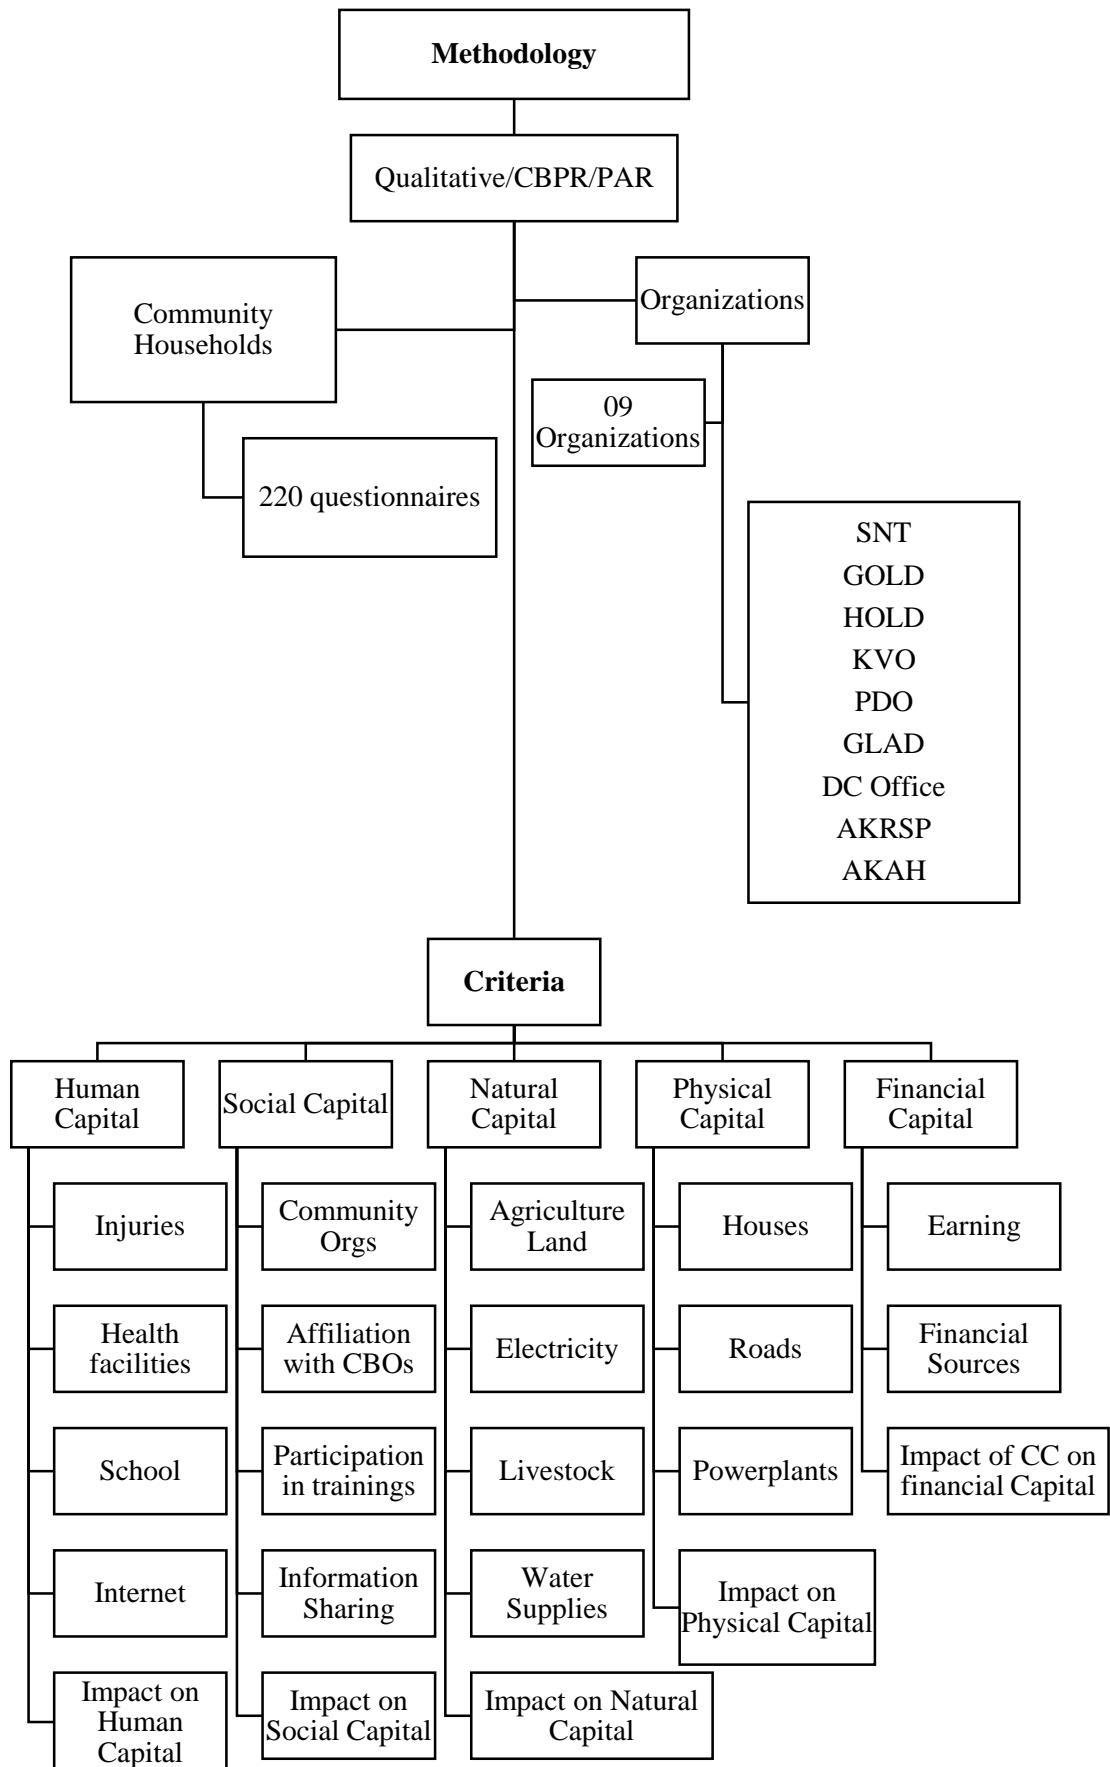 Methodology
Qualitative/CBPR/PAR
Community
Households
220 questionnaires
Organizations
09
Organizations
SNT
GOLD
HOLD
KVO
PDO
GLAD
DC Office
AKRSP
AKAH
Criteria
Human
Capital
Injuries
Health
facilities
School
Internet
Impact on
Human
Capital
Social Capital
Community
Orgs
Affiliation
with CBOs
Participation
in trainings
Information
Sharing
Impact on
Social Capital
Natural
Capital
Agriculture
Land
Electricity
Livestock
Water
Supplies
Impact on Natural
Capital
Physical
Capital
Houses
Roads
Powerplants
Impact on
Physical Capital
Financial
Capital
Earning
Financial
Sources
Impact of CC on
financial Capital